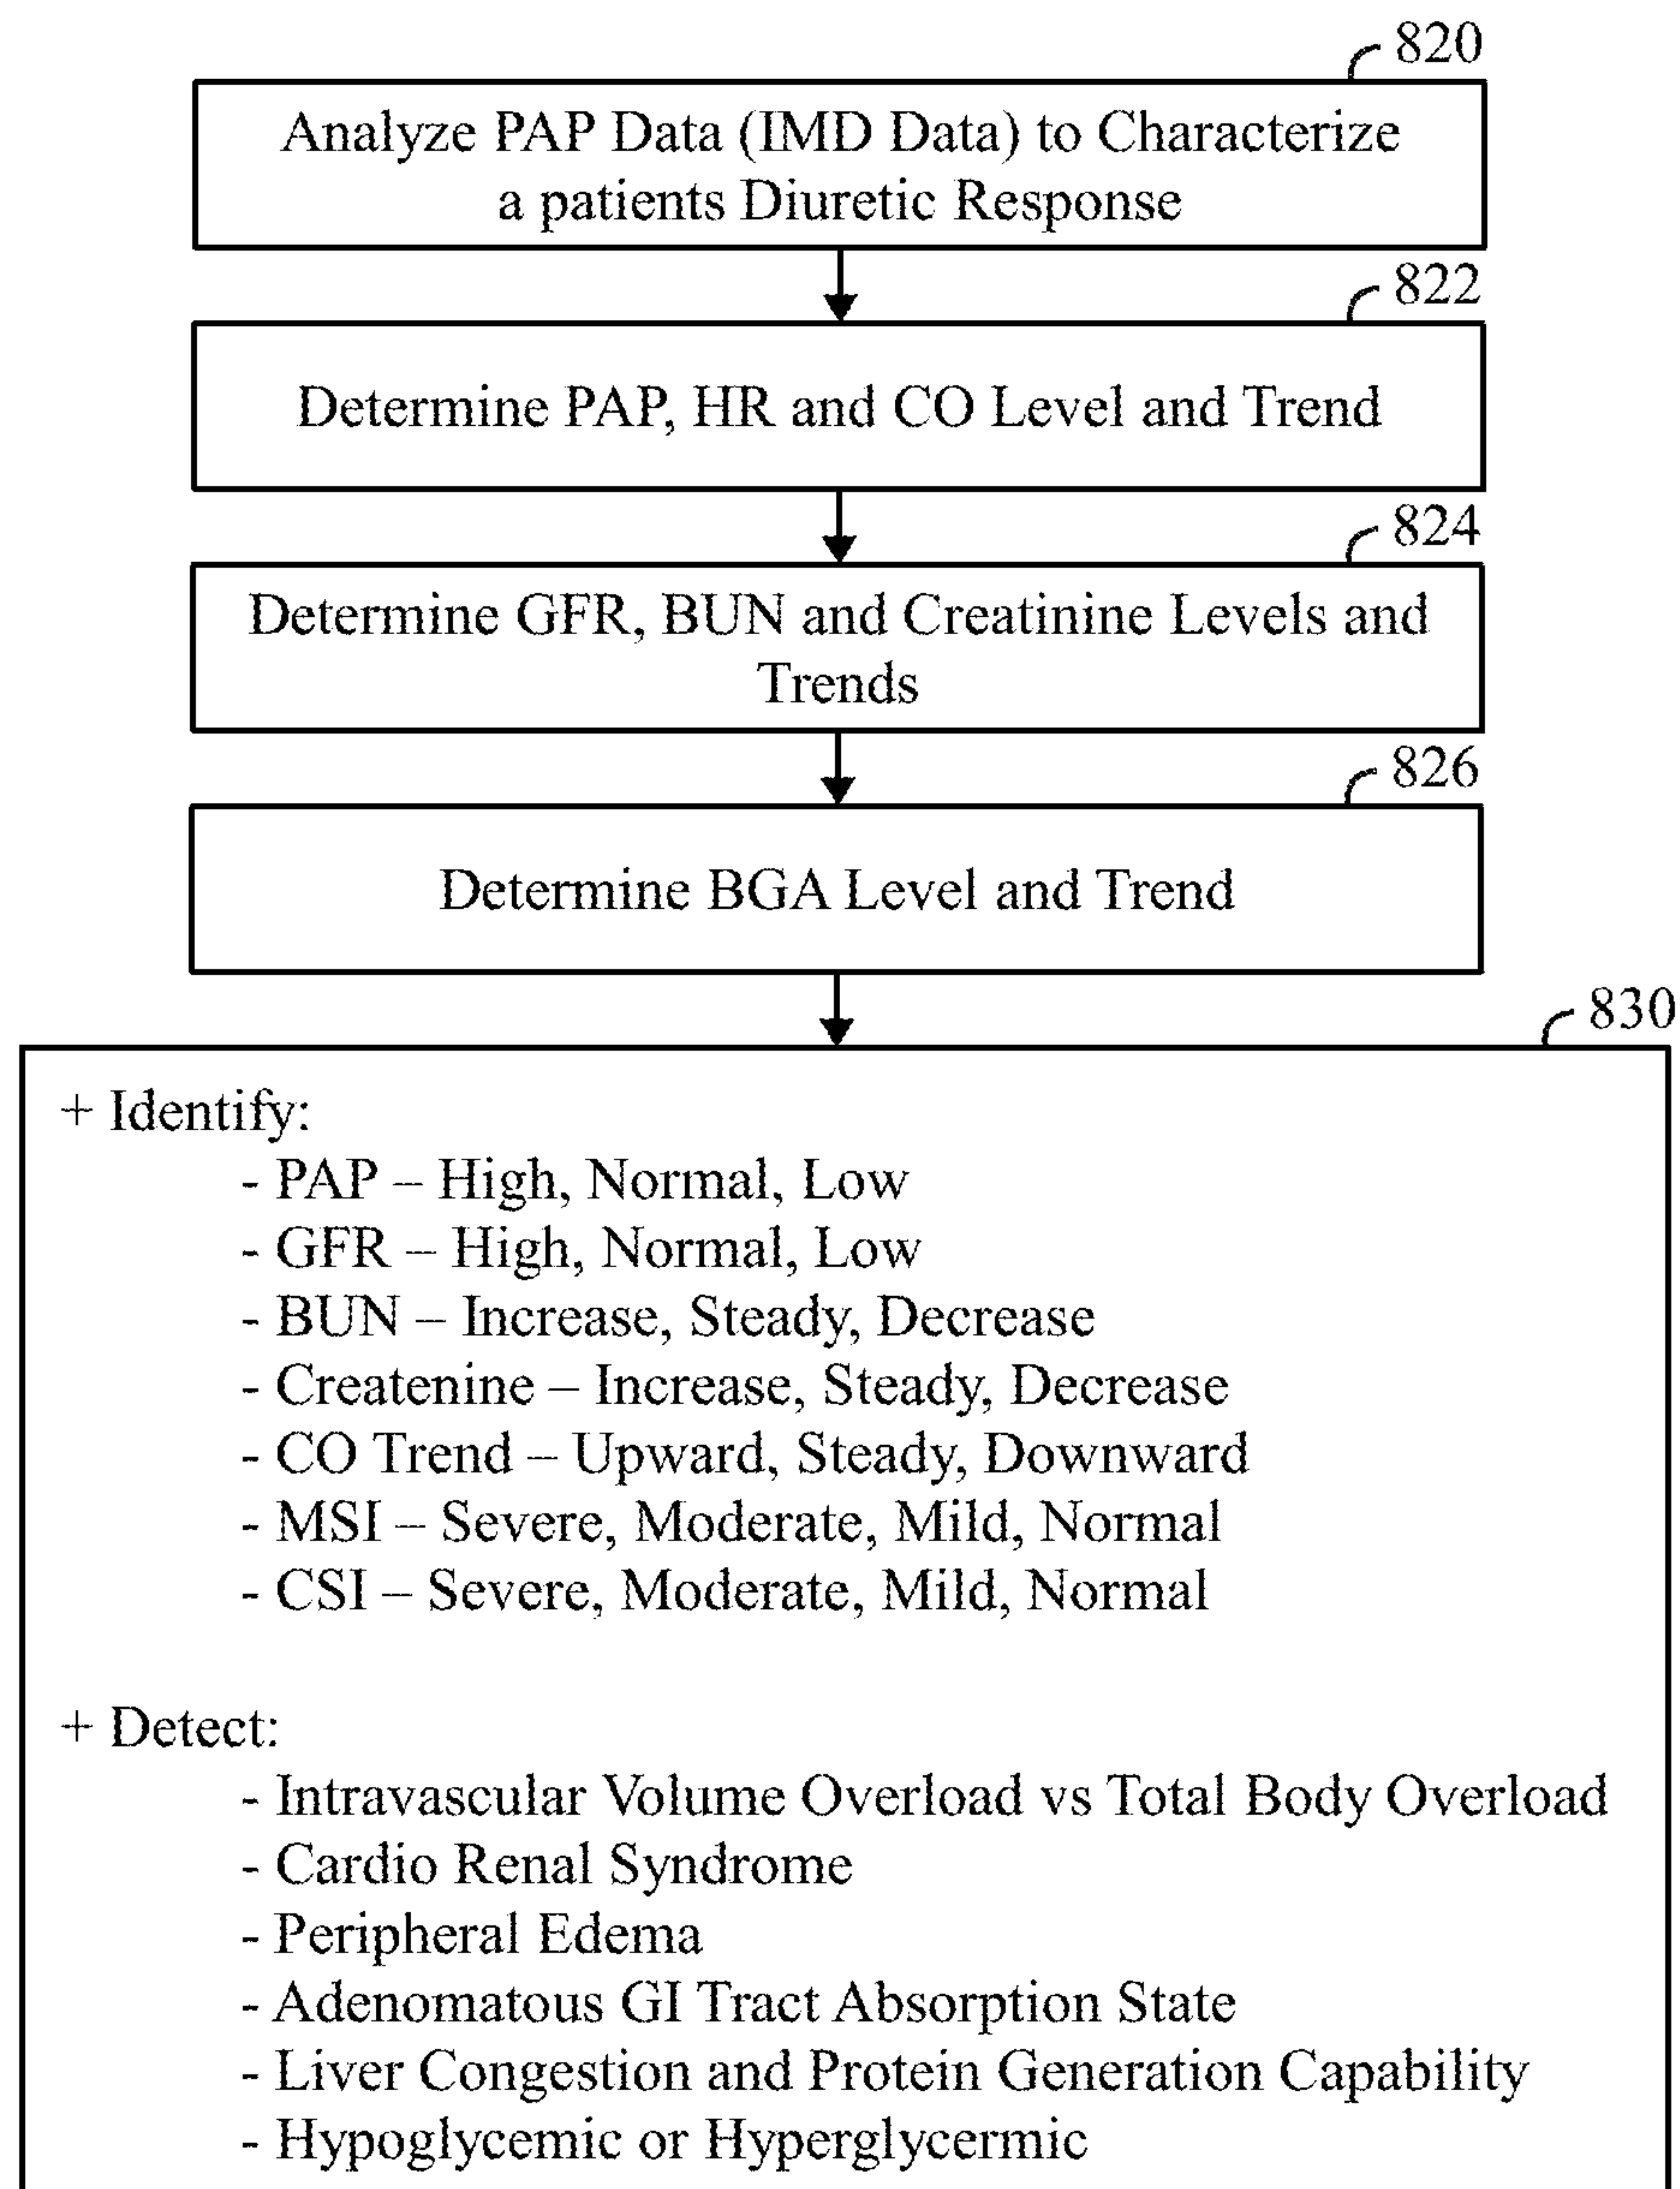 820
Analyze PAP Data (IMD Data) to Characterize
a patients Diuretic Response
822
Determine PAP, HR and CO Level and Trend
824
Determine GFR, BUN and Creatinine Levels and
Trends
826
Determine BGA Level and Trend
830
+ Identify:
- PAP – High, Normal, Low
- GFR – High, Normal, Low
- BUN – Increase, Steady, Decrease
- Createnine – Increase, Steady, Decrease
- CO Trend – Upward, Steady, Downward
- MSI – Severe, Moderate, Mild, Normal
- CSI – Severe, Moderate, Mild, Normal
+ Detect:
- Intravascular Volume Overload vs Total Body Overload
- Cardio Renal Syndrome
- Peripheral Edema
- Adenomatous GI Tract Absorption State
- Liver Congestion and Protein Generation Capability
- Hypoglycemic or Hyperglycermic